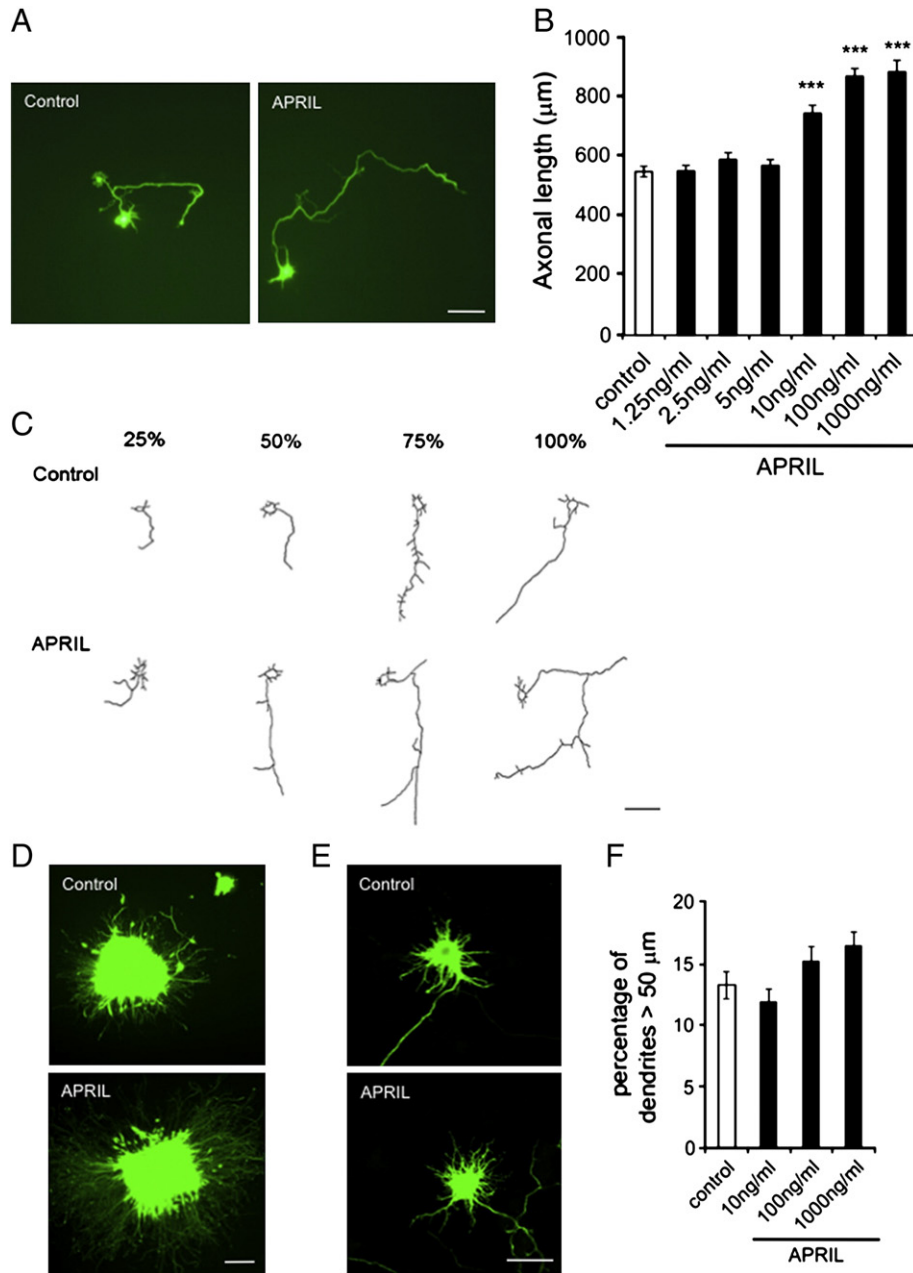 A
Control
APRIL
B
1000
800
600
400
200
0
Axonal length (μm)
***
***
***
control
1.25ng/ml
2.5ng/ml
5ng/ml
10ng/ml
100ng/ml
1000ng/ml
APRIL
C
25% 50% 75% 100%
Control
APRIL
D
Control
APRIL
E
Control
APRIL
F
20
15
10
5
0
percentage of
dendrites > 50 μm
control
10ng/ml
100ng/ml
1000ng/ml
APRIL